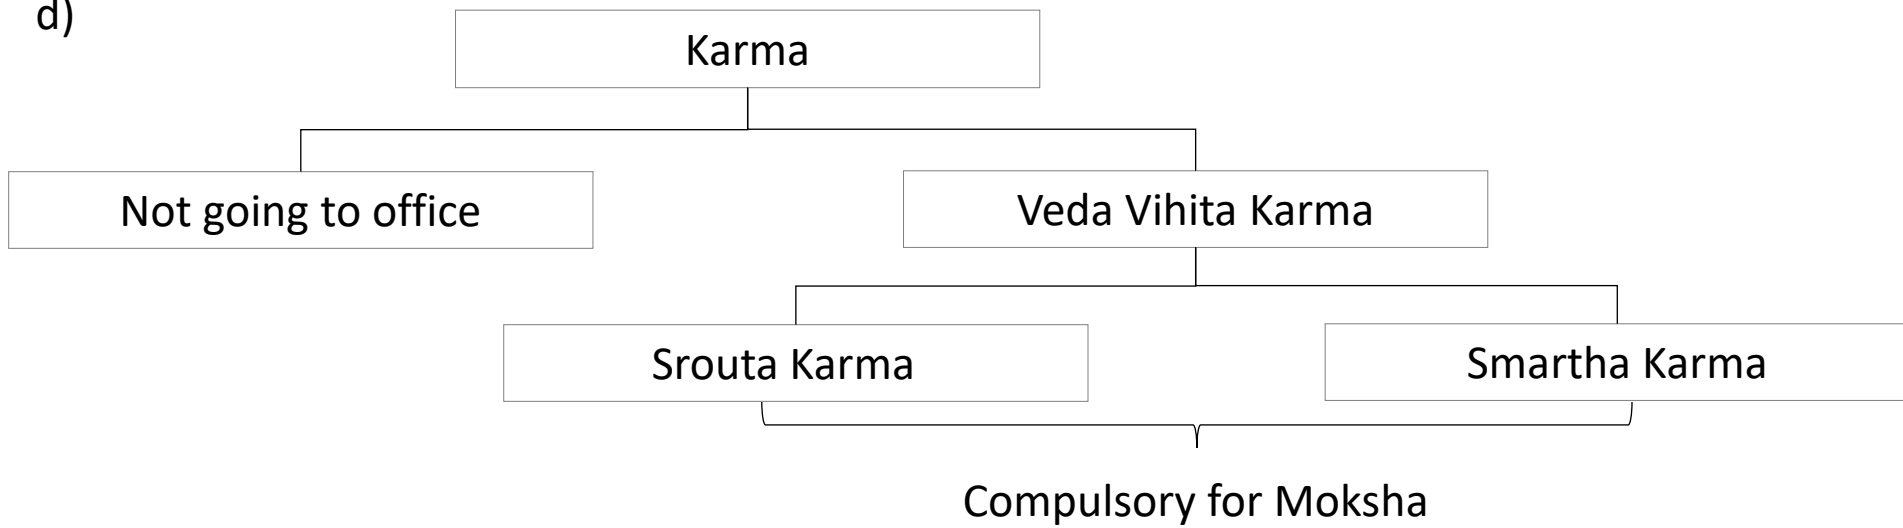 d)
Karma
Not going to office
Veda Vihita Karma
Srouta Karma
Smartha Karma
Compulsory for Moksha